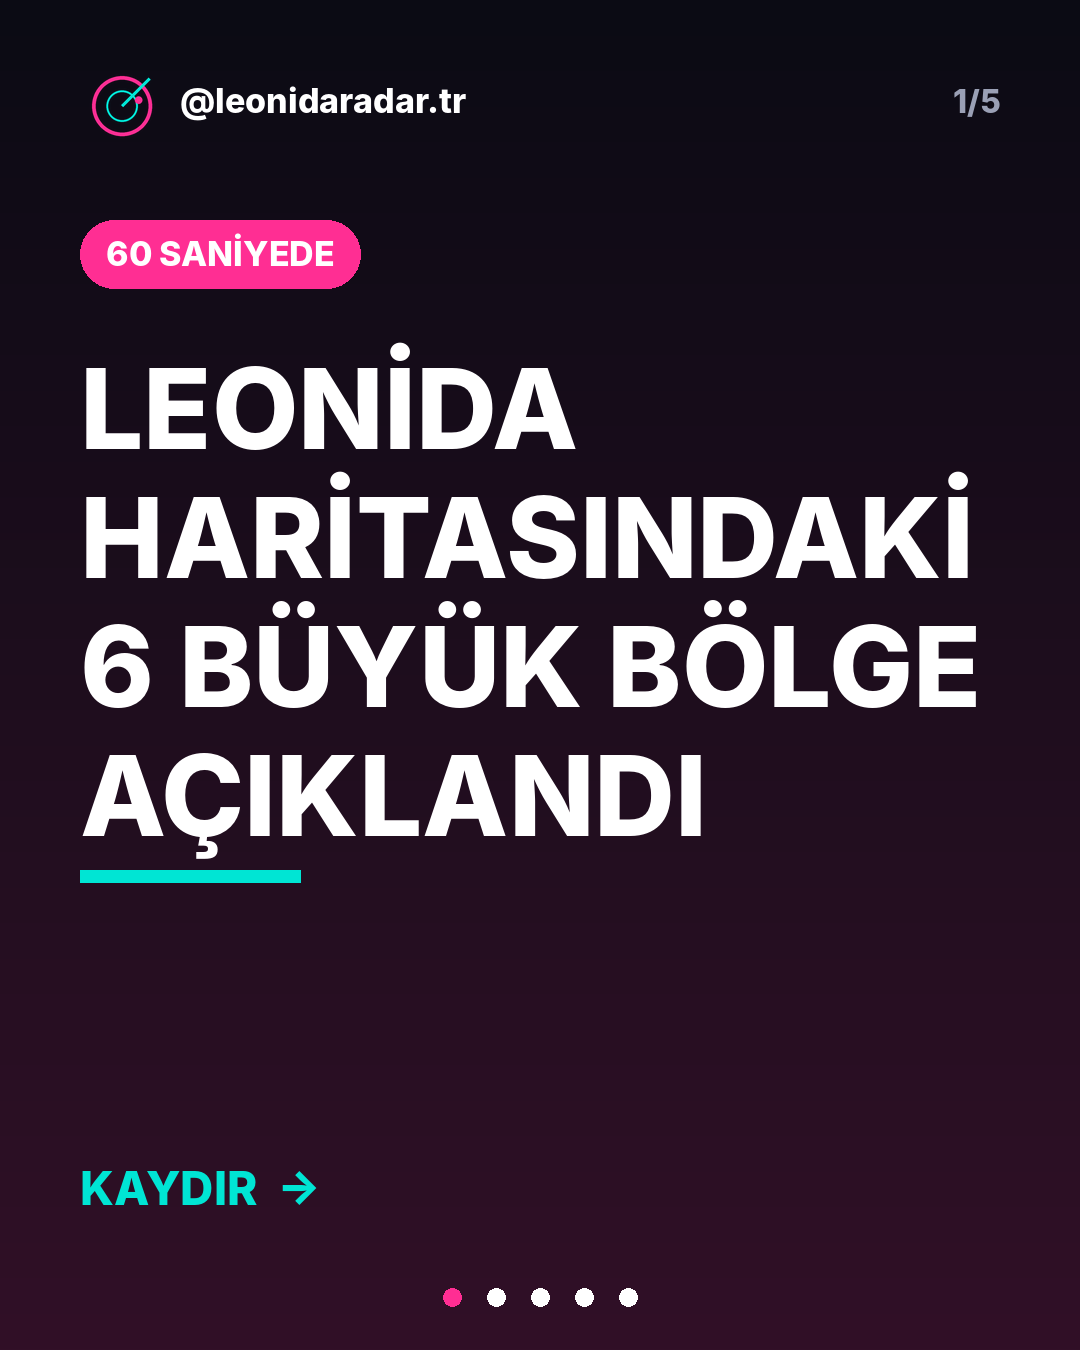 @leonidaradar.tr
1/5
60 SANİYEDE
LEONİDA
HARİTASINDAKİ
6 BÜYÜK BÖLGE
AÇIKLANDI
KAYDIR →